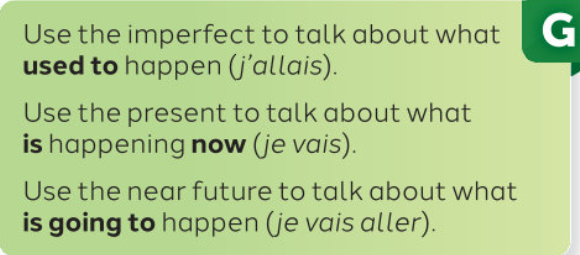 Use the imperfect to talk about what
used to happen (j'allais).
Use the present to talk about what
is happening now (je vais).
Use the near future to talk about what
is going to happen (je vais aller).
G